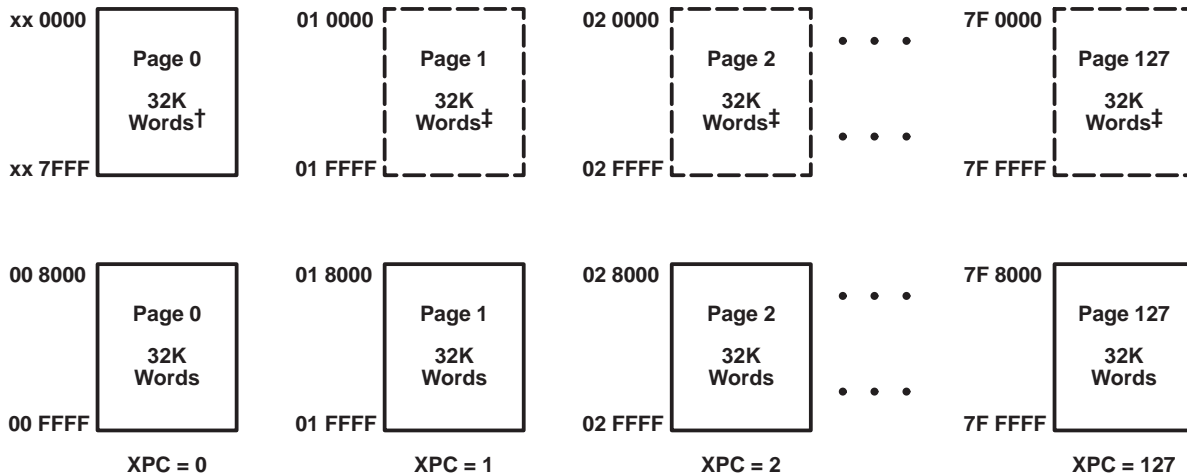 xx 0000
Page 0
32K
Words†
xx 7FFF
01 0000
Page 1
32K
Words‡
01 FFFF
02 0000
Page 2
32K
Words‡
02 FFFF
• • •
• • •
7F 0000
Page 127
32K
Words‡
7F FFFF
00 8000
Page 0
32K
Words
00 FFFF
XPC = 0
01 8000
Page 1
32K
Words
01 FFFF
XPC = 1
02 8000
Page 2
32K
Words
02 FFFF
XPC = 2
• • •
• • •
7F 8000
Page 127
32K
Words
7F FFFF
XPC = 127